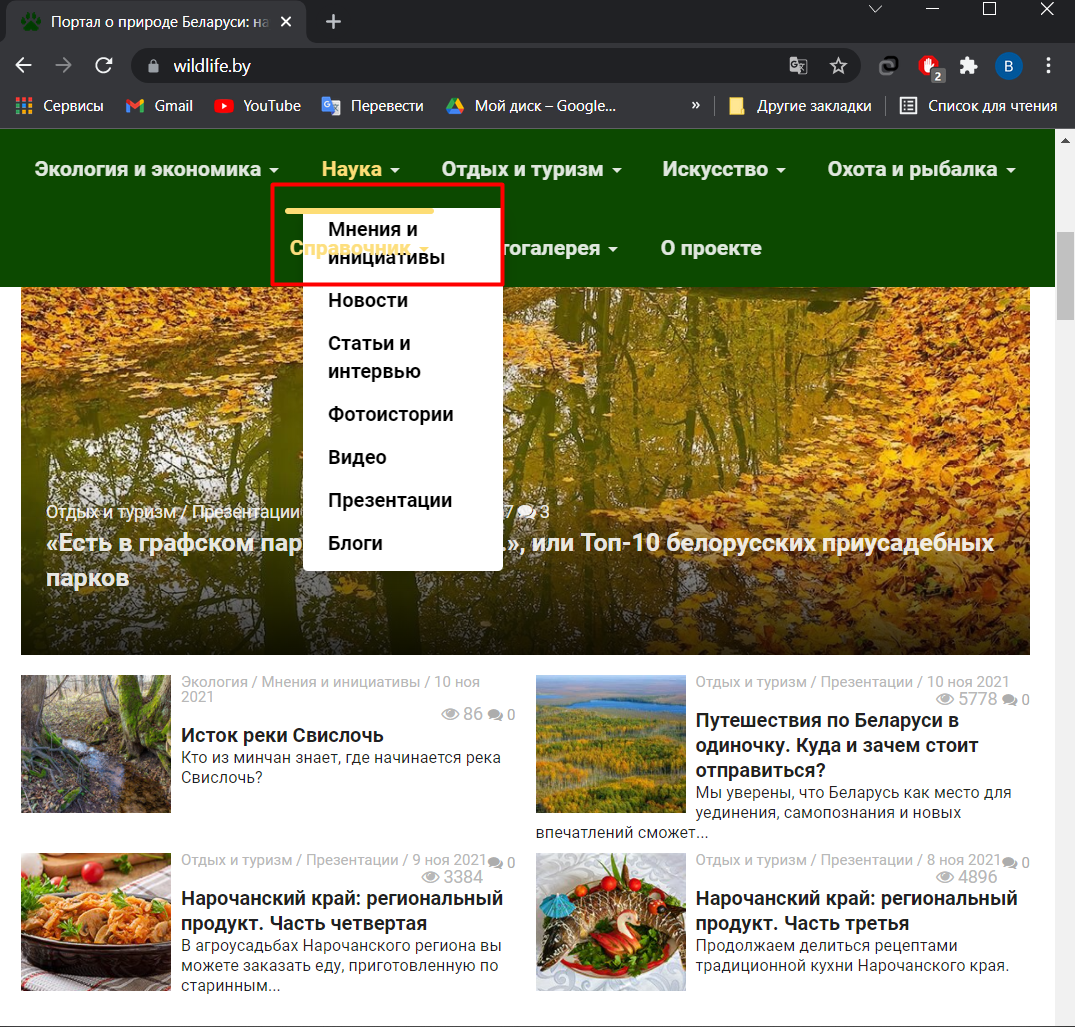 Портал о природе Беларуси: на
wildlife.by
2
B
Сервисы
Gmail
YouTube
Перевести
Мой диск – Google...
»
Другие закладки
Список для чтения
Экология и экономика
Наука
Отдых и туризм
Искусство
Охота и рыбалка
Справочник
тогалерея
О проекте
Мнения и
инициативы
Новости
Статьи и
интервью
Фотоистории
Видео
Презентации
Блоги
Отдых и туризм / Презентации
7
3
«Есть в графском пар
.», или Топ-10 белорусских приусадебных
парков
Экология / Мнения и инициативы / 10 ноя
2021
86
0
Исток реки Свислочь
Кто из минчан знает, где начинается река
Свислочь?
Отдых и туризм / Презентации / 10 ноя 2021
5778
0
Путешествия по Беларуси в
одиночку. Куда и зачем стоит
отправиться?
Мы уверены, что Беларусь как место для
уединения, самопознания и новых
впечатлений сможет...
Отдых и туризм / Презентации / 9 ноя 2021
0
3384
Нарочанский край: региональный
продукт. Часть четвертая
В агроусадьбах Нарочанского региона вы
можете заказать еду, приготовленную по
старинным...
Отдых и туризм / Презентации / 8 ноя 2021
0
4896
Нарочанский край: региональный
продукт. Часть третья
Продолжаем делиться рецептами
традиционной кухни Нарочанского края.